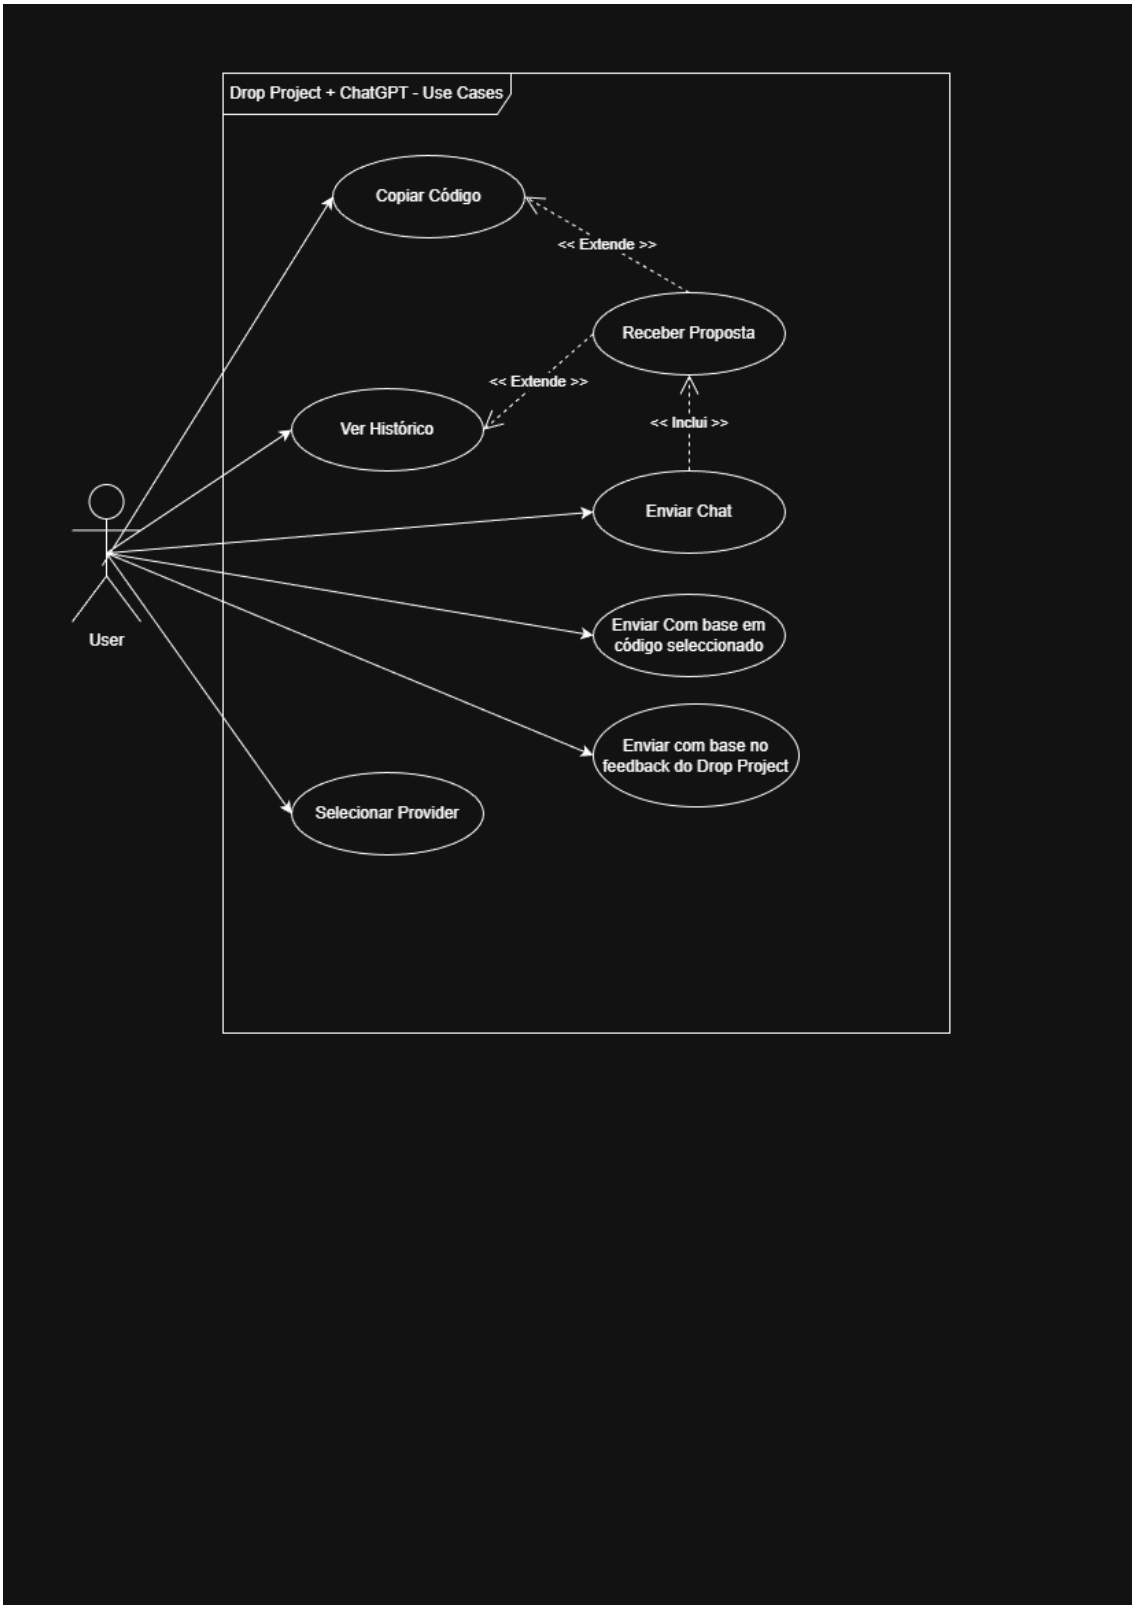 Drop Project + ChatGPT - Use Cases
Copiar Código
<< Extende >>
Receber Proposta
<< Extende >>
<< Inclui >>
Ver Histórico
Enviar Chat
Enviar Com base em
código seleccionado
User
Enviar com base no
feedback do Drop Project
Selecionar Provider